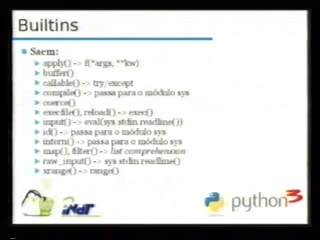 Builtins
Saem:
apply() -> f(*args, **kw)
buffer()
callable() -> try/except
compile() -> passa para o módulo sys
coerce()
execfile(), reload() -> exec()
input() -> eval(sys.stdin.readline())
id() -> passa para o módulo sys
intern() -> passa para o módulo sys
map(), filter() -> list comprehension
raw_input() -> sys.stdin.readline()
xrange() -> range()
iNdT
python3